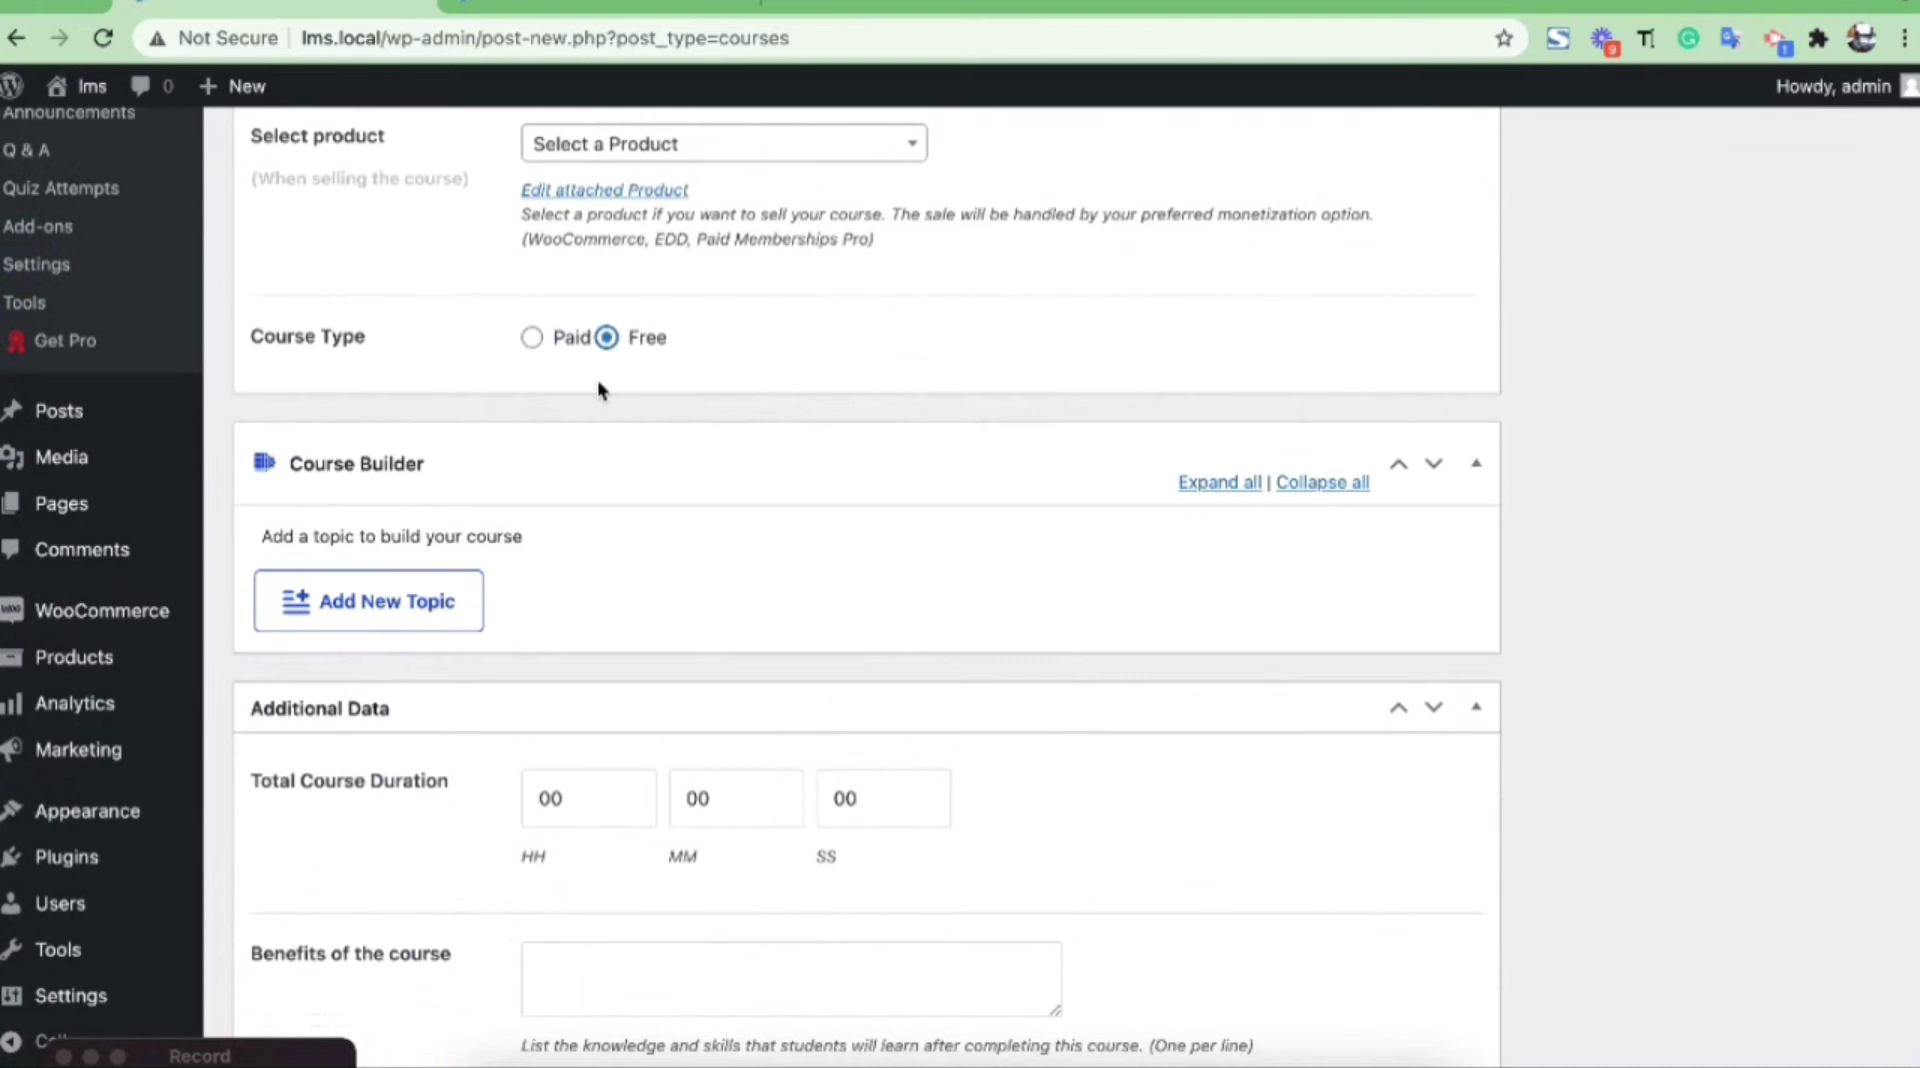 Not Secure
lms.local/wp-admin/post-new.php?post_type=courses
9
1
lms
0
New
Howdy, admin
Announcements
Q & A
Quiz Attempts
Add-ons
Settings
Tools
Get Pro
Posts
Media
Pages
Comments
WooCommerce
Products
Analytics
Marketing
Appearance
Plugins
Users
Tools
Settings
Record
Select product
(When selling the course)
Select a Product
Edit attached Product
Select a product if you want to sell your course. The sale will be handled by your preferred monetization option.
(WooCommerce, EDD, Paid Memberships Pro)
Course Type
Paid
Free
Course Builder
Expand all | Collapse all
Add a topic to build your course
Add New Topic
Additional Data
Total Course Duration
00
00
00
HH
MM
SS
Benefits of the course
List the knowledge and skills that students will learn after completing this course. (One per line)